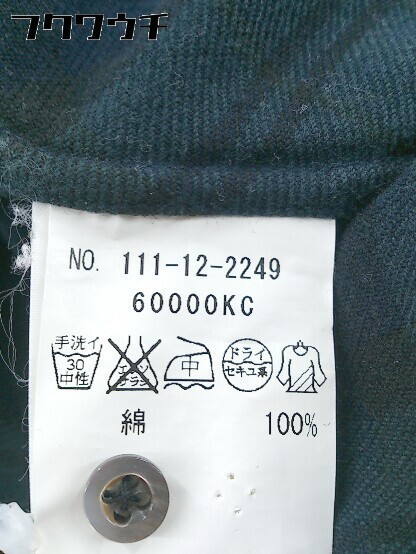 フクワウチ
NO. 111-12-2249
60000KC
手洗イ
30
中性
エンソ
サラシ
中
ドライ
セキユ系
綿 100%